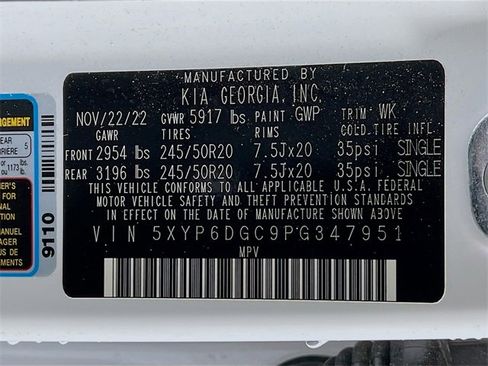 MANUFACTURED BY
KIA GEORGIA, INC.
NOV/22/22 GVWR 5917 lbs PAINT GWP TRIM WK
GAWR TIRES RIMS COLD TIRE INFL.
FRONT 2954 lbs 245/50R20 7.5Jx20 35psi SINGLE
REAR 3196 lbs 245/50R20 7.5Jx20 35psi SINGLE
THIS VEHICLE CONFORMS TO ALL APPLICABLE U.S.A. FEDERAL
MOTOR VEHICLE SAFETY AND THEFT PREVENTION STANDARDS
IN EFFECT ON THE DATE OF MANUFACTURE SHOWN ABOVE
VIN 5XYP6DGC9PG347951
MPV
9110
EAR
5
1173